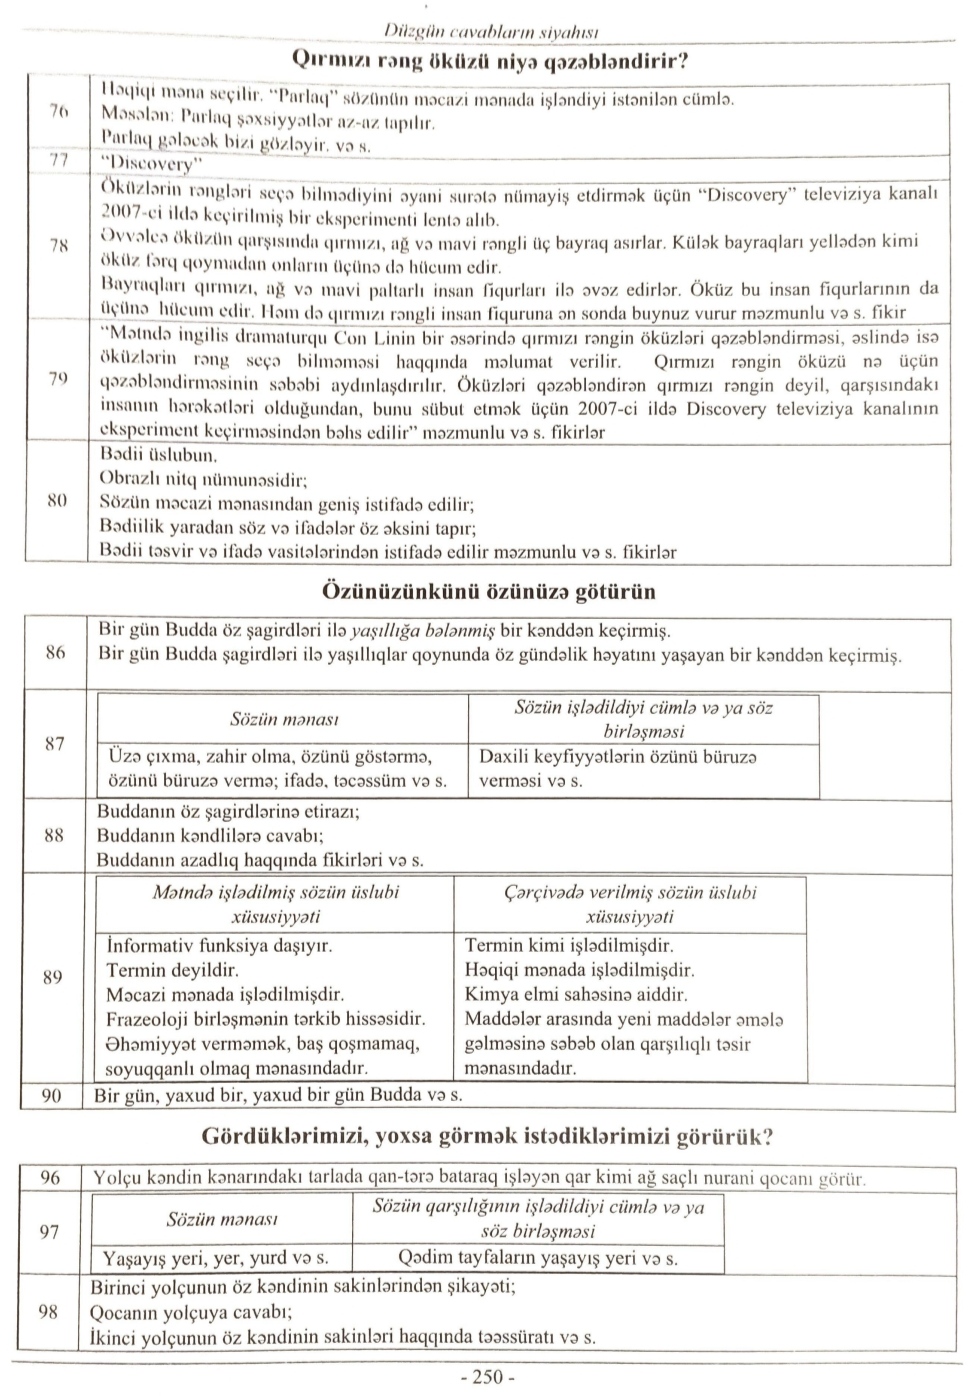 Düzgün cavabların siyahısı
Qırmızı rəng öküzü niyə qəzəbləndirir?
76
Həqiqi məna seçilir. “Parlaq” sözünün məcazi mənada işləndiyi istənilən cümlə.
Məsələn: Parlaq şəxsiyyətlər az-az tapılır.
Parlaq gələcək bizi gözləyir. və s.
77
“Discovery”
78
Öküzlərin rəngləri seçə bilmədiyini əyani surətə nümayiş etdirmək üçün “Discovery” televiziya kanalı
2007-ci ildə keçirilmiş bir eksperimenti lentə alıb.
Əvvəlcə öküzün qarşısında qırmızı, ağ və mavi rəngli üç bayraq asırlar. Külək bayraqları yellədən kimi
öküz fərq qoymadan onların üçünə də hücum edir.
Bayraqları qırmızı, ağ və mavi paltarlı insan fiqurları ilə əvəz edirlər. Öküz bu insan fiqurlarının da
üçünə hücum edir. Həm də qırmızı rəngli insan fiquruna ən sonda buynuz vurur məzmunlu və s. fikir
79
“Mətndə ingilis dramaturqu Con Linin bir əsərində qırmızı rəngin öküzləri qəzəbləndirməsi, əslində isə
öküzlərin rəng seçə bilməməsi haqqında məlumat verilir. Qırmızı rəngin öküzü nə üçün
qəzəbləndirməsinin səbəbi aydınlaşdırılır. Öküzləri qəzəbləndirən qırmızı rəngin deyil, qarşısındakı
insanın hərəkətləri olduğundan, bunu sübut etmək üçün 2007-ci ildə Discovery televiziya kanalının
eksperiment keçirməsindən bəhs edilir” məzmunlu və s. fikirlər
80
Bədii üslubun.
Obrazlı nitq nümunəsidir;
Sözün məcazi mənasından geniş istifadə edilir;
Bədiilik yaradan söz və ifadələr öz əksini tapır;
Bədii təsvir və ifadə vasitələrindən istifadə edilir məzmunlu və s. fikirlər
Özünüzünkünü özünüzə götürün
86
Bir gün Budda öz şagirdləri ilə yaşıllığa bələnmiş bir kənddən keçirmiş.
Bir gün Budda şagirdləri ilə yaşıllıqlar qoynunda öz gündəlik həyatını yaşayan bir kənddən keçirmiş.
87
Sözün mənası
Sözün işlədildiyi cümlə və ya söz
birləşməsi
Üzə çıxma, zahir olma, özünü göstərmə,
özünü büruzə vermə; ifadə, təcəssüm və s.
Daxili keyfiyyətlərin özünü büruzə
verməsi və s.
88
Buddanın öz şagirdlərinə etirazı;
Buddanın kəndlilərə cavabı;
Buddanın azadlıq haqqında fikirləri və s.
89
Mətndə işlədilmiş sözün üslubi
xüsusiyyəti
Çərçivədə verilmiş sözün üslubi
xüsusiyyəti
İnformativ funksiya daşıyır.
Termin deyildir.
Məcazi mənada işlədilmişdir.
Frazeoloji birləşmənin tərkib hissəsidir.
Əhəmiyyət verməmək, baş qoşmamaq,
soyuqqanlı olmaq mənasındadır.
Termin kimi işlədilmişdir.
Həqiqi mənada işlədilmişdir.
Kimya elmi sahəsinə aiddir.
Maddələr arasında yeni maddələr əmələ
gəlməsinə səbəb olan qarşılıqlı təsir
mənasındadır.
90
Bir gün, yaxud bir, yaxud bir gün Budda və s.
Gördüklərimizi, yoxsa görmək istədiklərimizi görürük?
96
Yolçu kəndin kənarındakı tarlada qan-tərə bataraq işləyən qar kimi ağ saçlı nurani qocanı görür.
97
Sözün mənası
Sözün qarşılığının işlədildiyi cümlə və ya
söz birləşməsi
Yaşayış yeri, yer, yurd və s.
Qədim tayfaların yaşayış yeri və s.
98
Birinci yolçunun öz kəndinin sakinlərindən şikayəti;
Qocanın yolçuya cavabı;
İkinci yolçunun öz kəndinin sakinləri haqqında təəssüratı və s.
- 250 -